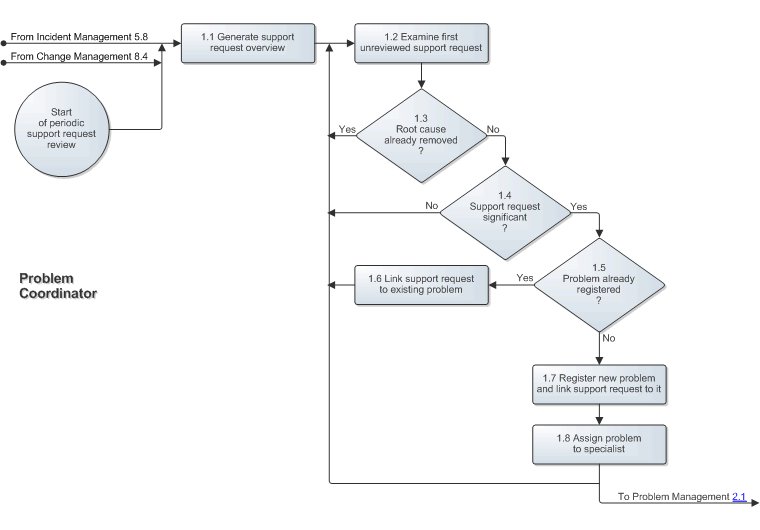 From Incident Management 5.8
From Change Management 8.4
Start
of periodic
support request
review
1.1 Generate support
request overview
1.2 Examine first
unreviewed support request
1.3
Root cause
already removed
?
Yes
No
1.4
Support request
significant
?
No
Yes
1.5
Problem already
registered
?
Yes
No
1.6 Link support request
to existing problem
Problem
Coordinator
1.7 Register new problem
and link support request to it
1.8 Assign problem
to specialist
To Problem Management 2.1